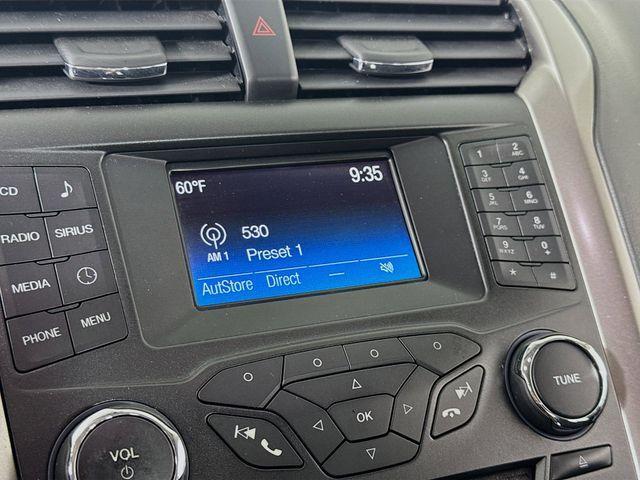 60°F
9:35
530
AM 1
Preset 1
AutStore Direct
CD
RADIO
SIRIUS
MEDIA
PHONE
MENU
1
2 ABC
3 DEF
4 GHI
5 JKL
6 MNO
7 PQRS
8 TUV
9 WXYZ
0 +
*
#
OK
VOL
TUNE